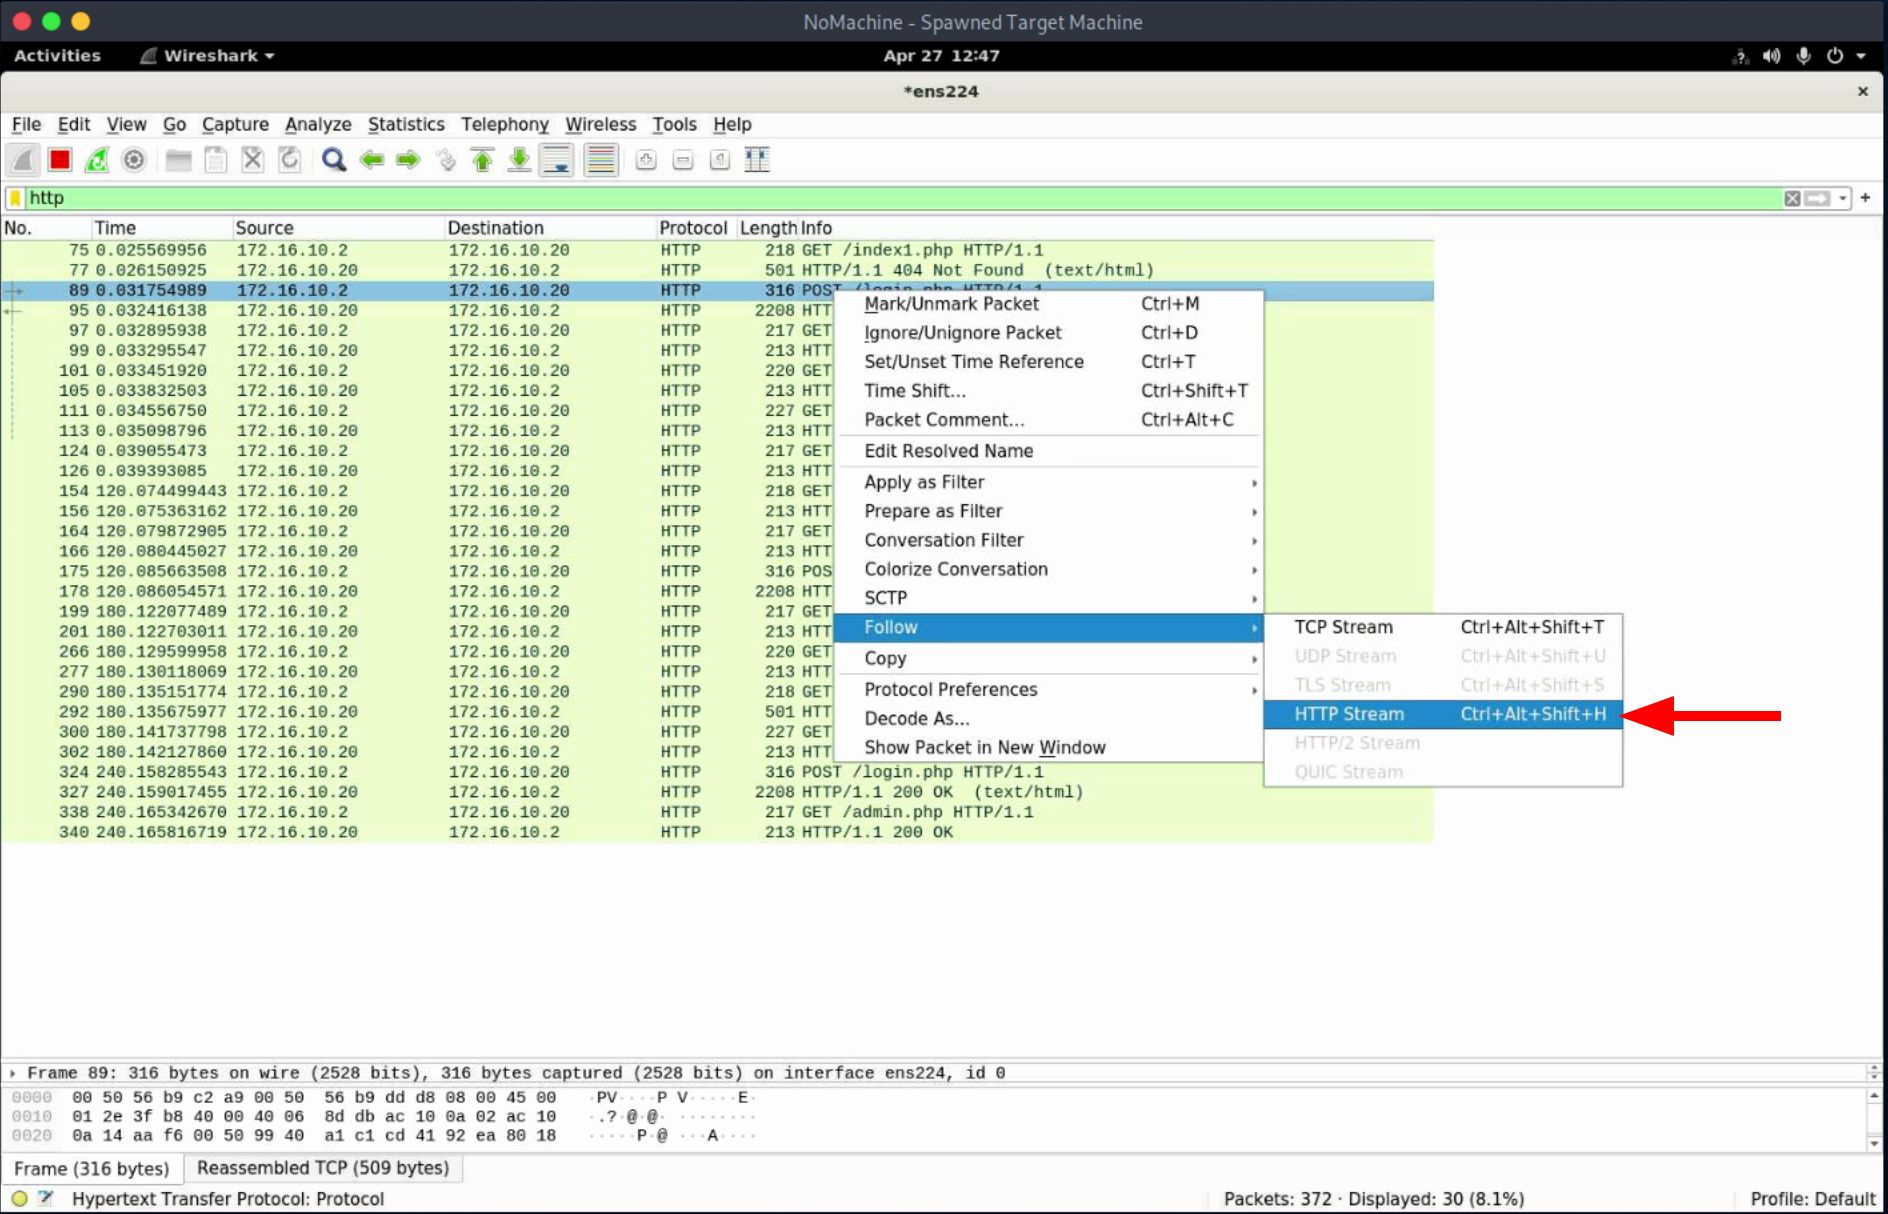 NoMachine - Spawned Target Machine
Activities Wireshark Apr 27 12:47
*ens224
File Edit View Go Capture Analyze Statistics Telephony Wireless Tools Help
http
No. Time Source Destination Protocol Length Info
75 0.025569956 172.16.10.2 172.16.10.20 HTTP 218 GET /index1.php HTTP/1.1
77 0.026150925 172.16.10.20 172.16.10.2 HTTP 501 HTTP/1.1 404 Not Found (text/html)
89 0.031754989 172.16.10.2 172.16.10.20 HTTP 316 POST /login.php HTTP/1.1
95 0.032416138 172.16.10.20 172.16.10.2 HTTP 2208 HTT
97 0.032895938 172.16.10.2 172.16.10.20 HTTP 217 GET
99 0.033295547 172.16.10.20 172.16.10.2 HTTP 213 HTT
101 0.033451920 172.16.10.2 172.16.10.20 HTTP 220 GET
105 0.033832503 172.16.10.20 172.16.10.2 HTTP 213 HTT
111 0.034556750 172.16.10.2 172.16.10.20 HTTP 227 GET
113 0.035098796 172.16.10.20 172.16.10.2 HTTP 213 HTT
124 0.039055473 172.16.10.2 172.16.10.20 HTTP 217 GET
126 0.039393085 172.16.10.20 172.16.10.2 HTTP 213 HTT
154 120.074499443 172.16.10.2 172.16.10.20 HTTP 218 GET
156 120.075363162 172.16.10.20 172.16.10.2 HTTP 213 HTT
164 120.079872905 172.16.10.2 172.16.10.20 HTTP 217 GET
166 120.080445027 172.16.10.20 172.16.10.2 HTTP 213 HTT
175 120.085663508 172.16.10.2 172.16.10.20 HTTP 316 POS
178 120.086054571 172.16.10.20 172.16.10.2 HTTP 2208 HTT
199 180.122077489 172.16.10.2 172.16.10.20 HTTP 217 GET
201 180.122703011 172.16.10.20 172.16.10.2 HTTP 213 HTT
266 180.129599958 172.16.10.2 172.16.10.20 HTTP 220 GET
277 180.130118069 172.16.10.20 172.16.10.2 HTTP 213 HTT
290 180.135151774 172.16.10.2 172.16.10.20 HTTP 218 GET
292 180.135675977 172.16.10.20 172.16.10.2 HTTP 501 HTT
300 180.141737798 172.16.10.2 172.16.10.20 HTTP 227 GET
302 180.142127860 172.16.10.20 172.16.10.2 HTTP 213 HTT
324 240.158285543 172.16.10.2 172.16.10.20 HTTP 316 POST /login.php HTTP/1.1
327 240.159017455 172.16.10.20 172.16.10.2 HTTP 2208 HTTP/1.1 200 OK (text/html)
338 240.165342670 172.16.10.2 172.16.10.20 HTTP 217 GET /admin.php HTTP/1.1
340 240.165816719 172.16.10.20 172.16.10.2 HTTP 213 HTTP/1.1 200 OK
Mark/Unmark Packet Ctrl+M
Ignore/Unignore Packet Ctrl+D
Set/Unset Time Reference Ctrl+T
Time Shift... Ctrl+Shift+T
Packet Comment... Ctrl+Alt+C
Edit Resolved Name
Apply as Filter
Prepare as Filter
Conversation Filter
Colorize Conversation
SCTP
Follow
Copy
Protocol Preferences
Decode As...
Show Packet in New Window
TCP Stream Ctrl+Alt+Shift+T
UDP Stream Ctrl+Alt+Shift+U
TLS Stream Ctrl+Alt+Shift+S
HTTP Stream Ctrl+Alt+Shift+H
HTTP/2 Stream
QUIC Stream
Frame 89: 316 bytes on wire (2528 bits), 316 bytes captured (2528 bits) on interface ens224, id 0
0000 00 50 56 b9 c2 a9 00 50 56 b9 dd d8 08 00 45 00 ·PV····P V·····E·
0010 01 2e 3f b8 40 00 40 06 8d db ac 10 0a 02 ac 10 ·.?·@·@· ········
0020 0a 14 aa f6 00 50 99 40 a1 c1 cd 41 92 ea 80 18 ·····P·@ ···A····
Frame (316 bytes) Reassembled TCP (509 bytes)
Hypertext Transfer Protocol: Protocol Packets: 372 · Displayed: 30 (8.1%) Profile: Default